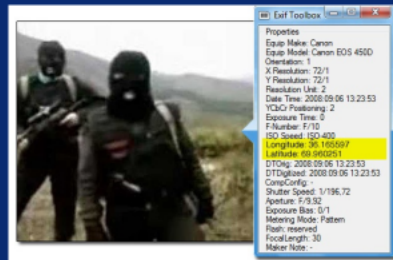 Exif Toolbox
Properties
Equip Make: Canon
Equip Model: Canon EOS 450D
Orientation: 1
X Resolution: 72/1
Y Resolution: 72/1
Resolution Unit: 2
Date Time: 2008:09:06 13:23:53
YCbCr Positioning: 2
Exposure Time: 0
F-Number: F/10
ISO Speed: ISO-400
Longitude: 36.165597
Latitude: 69.960251
DTOrig: 2008:09:06 13:23:53
DTDigitized: 2008:09:06 13:23:53
CompConfig: -
Shutter Speed: 1/196,72
Aperture: F/9,92
Exposure Bias: 0/1
Metering Mode: Pattern
Flash: reserved
FocalLength: 30
Maker Note: -